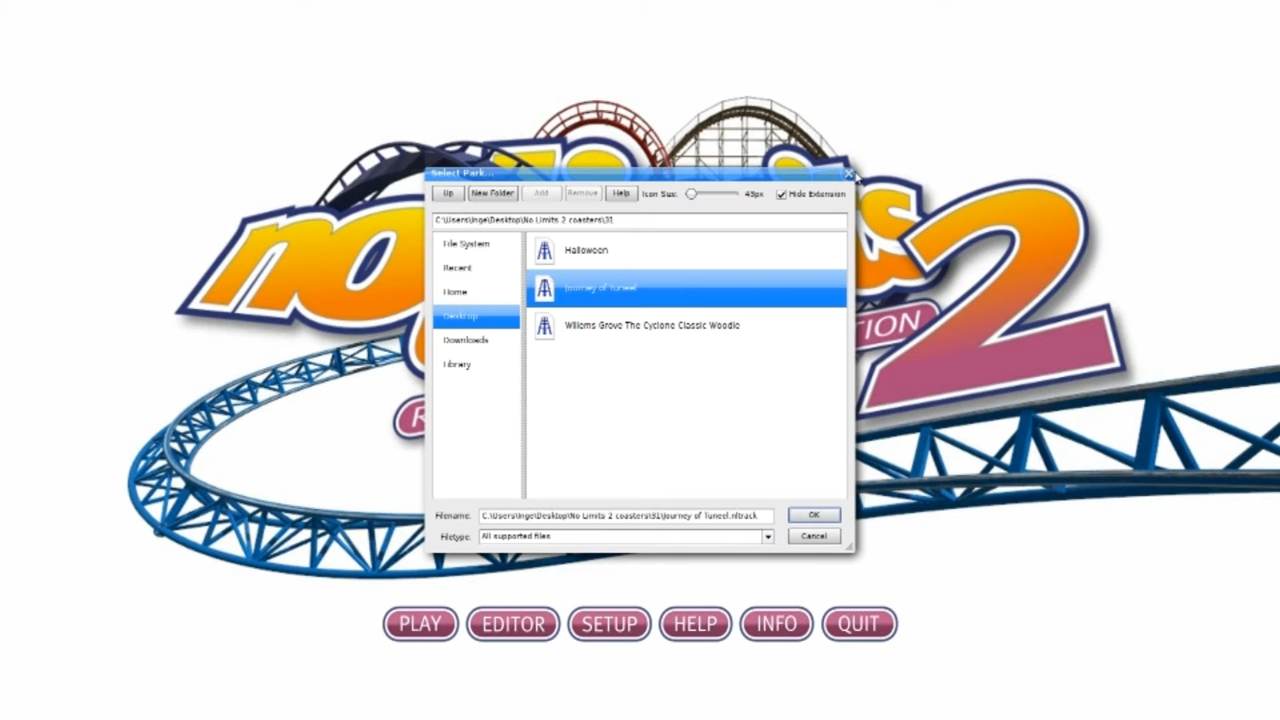 Select Park...
Up New Folder Add Remove Help Icon Size: 43px Hide Extension
C:\Users\Inge\Desktop\No Limits 2 coasters\31
File System
Recent
Home
Desktop
Downloads
Library
Halloween
Journey of Tuneel
Willems Grove The Cyclone Classic Woodie
Filename: C:\Users\Inge\Desktop\No Limits 2 coasters\31\Journey of Tuneel.nltrack OK
Filetype: All supported files Cancel
no 2
TION
PLAY EDITOR SETUP HELP INFO QUIT